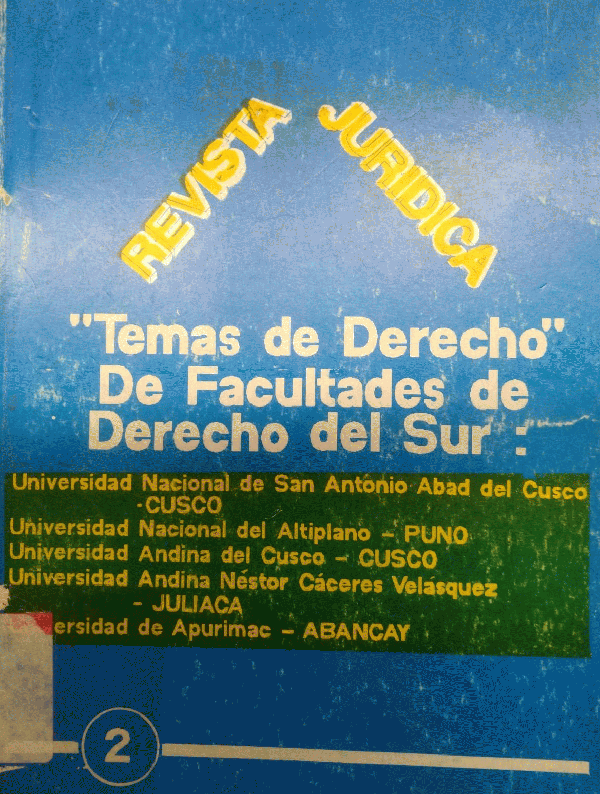 REVISTA JURIDICA
"Temas de Derecho"
De Facultades de
Derecho del Sur :
Universidad Nacional de San Antonio Abad del Cusco
-CUSCO
Universidad Nacional del Altiplano - PUNO
Universidad Andina del Cusco - CUSCO
Universidad Andina Néstor Cáceres Velásquez
- JULIACA
de Apurimac - ABANCAY
2